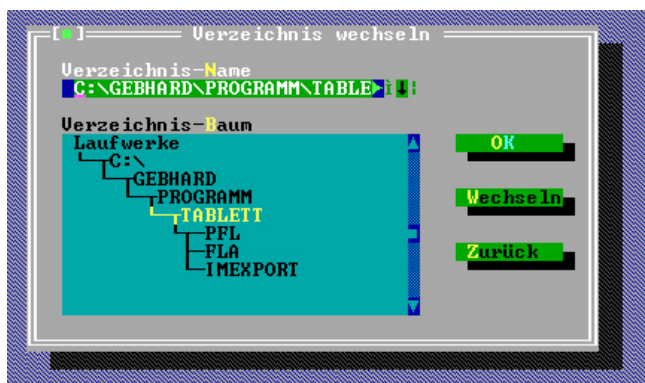 Verzeichnis wechseln
Verzeichnis-Name
C:\GEBHARD\PROGRAMM\TABLE
Verzeichnis-Baum
Laufwerke
C:\
GEBHARD
PROGRAMM
TABLETT
PFL
FLA
IMEXPORT
OK
Wechseln
Zurück